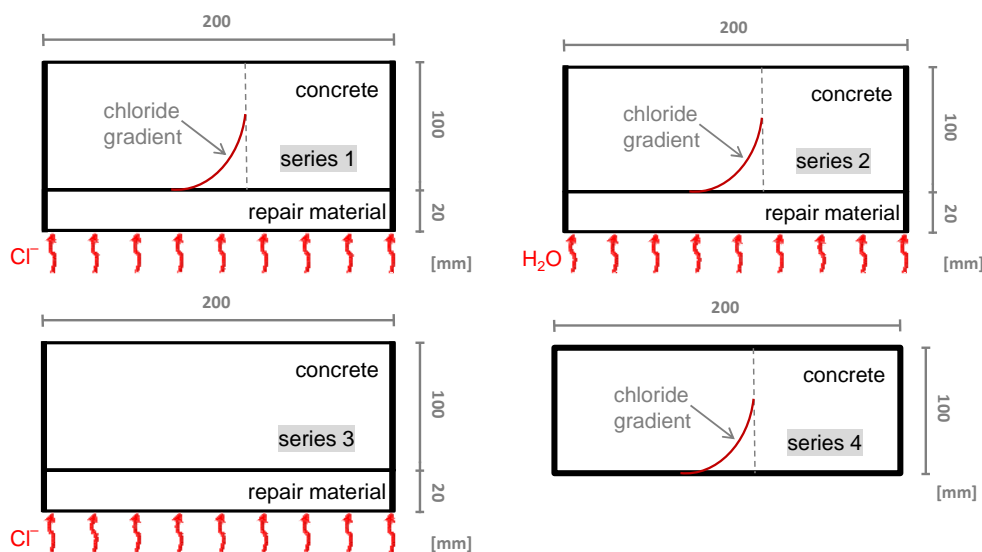 200
concrete
chloride
gradient
series 1
repair material
100
20
Cl⁻
[mm]
200
concrete
chloride
gradient
series 2
repair material
100
20
H₂O
[mm]
200
concrete
series 3
repair material
100
20
Cl⁻
[mm]
200
concrete
chloride
gradient
series 4
100
[mm]